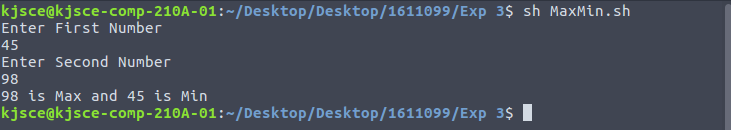 kjsce@kjsce-comp-210A-01:~/Desktop/Desktop/1611099/Exp 3$ sh MaxMin.sh
Enter First Number
45
Enter Second Number
98
98 is Max and 45 is Min
kjsce@kjsce-comp-210A-01:~/Desktop/Desktop/1611099/Exp 3$